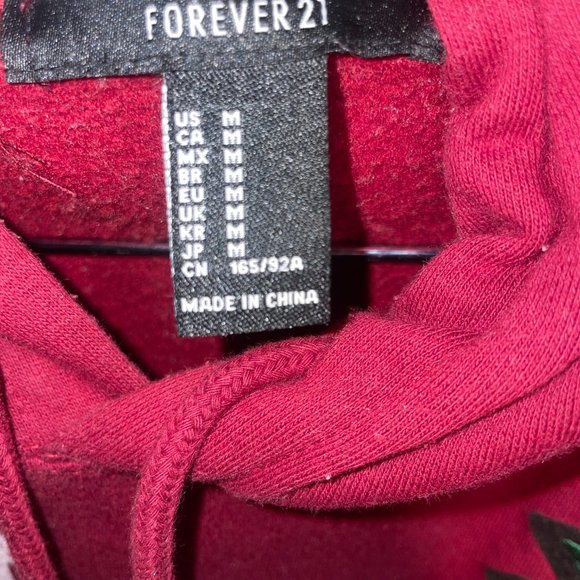 FOREVER 21
US M
CA M
MX M
BR M
EU M
UK M
KR M
JP M
CN 165/92A
MADE IN CHINA